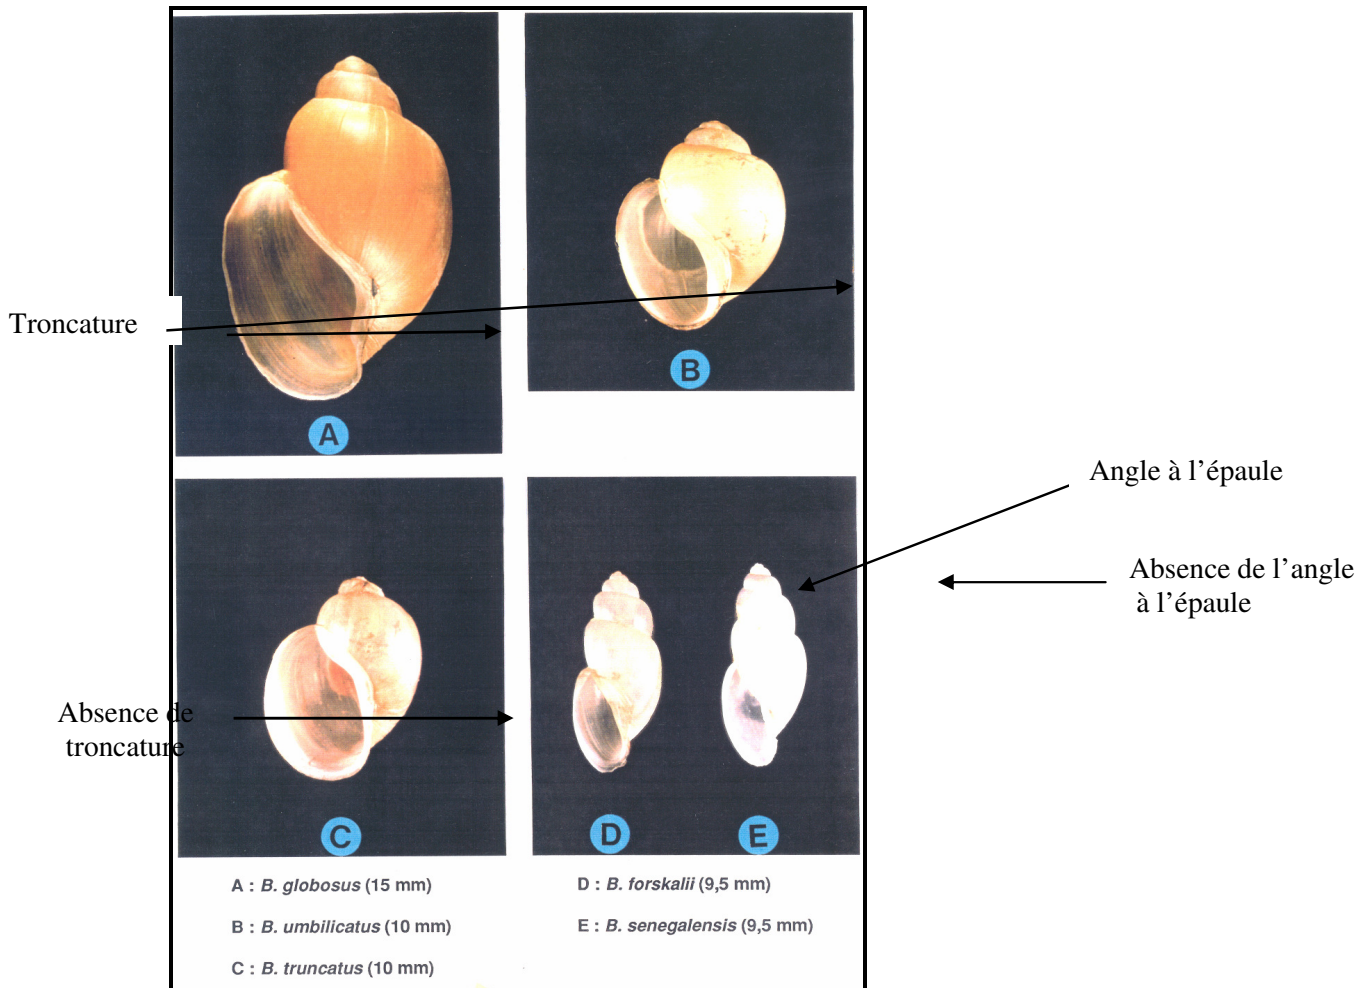 A
B
Troncature
Angle à l’épaule
Absence de l’angle
à l’épaule
Absence de
troncature
C
D
E
A : B. globosus (15 mm)
B : B. umbilicatus (10 mm)
C : B. truncatus (10 mm)
D : B. forskalii (9,5 mm)
E : B. senegalensis (9,5 mm)